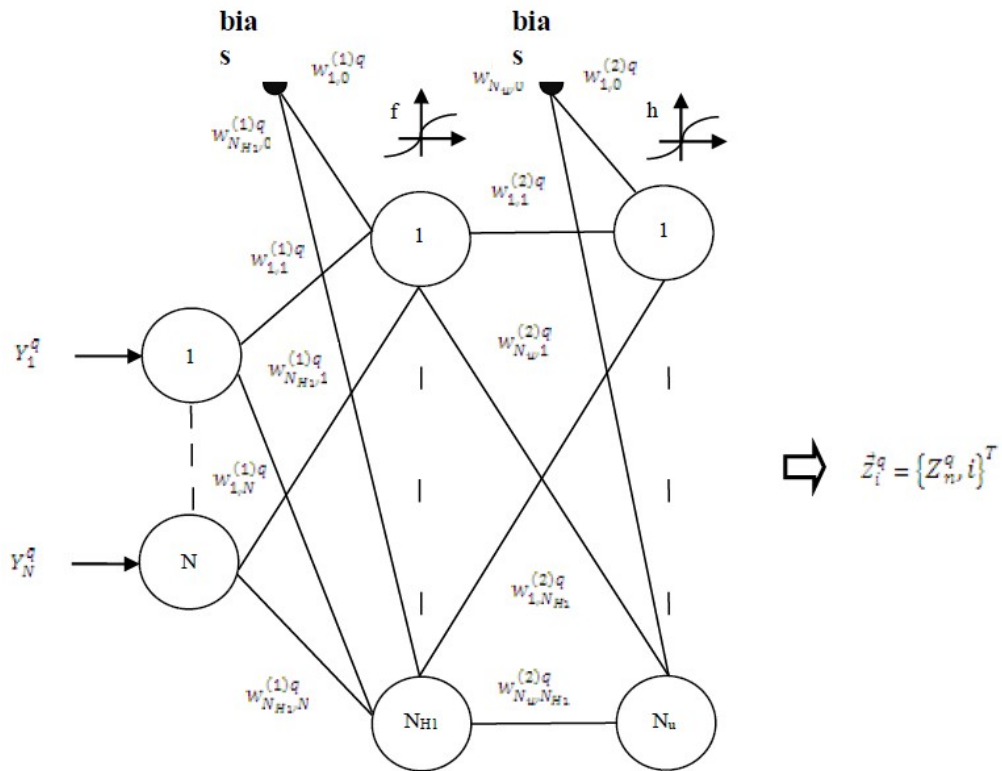 bia
s
bia
s
w_{1,0}^{(1)q}
w_{N_u,0}
w_{1,0}^{(2)q}
f
h
w_{N_{H1},0}^{(1)q}
w_{1,1}^{(2)q}
1
1
w_{1,1}^{(1)q}
Y_1^q
1
w_{N_{H1},1}^{(1)q}
w_{N_u,1}^{(2)q}
w_{1,N}^{(1)q}
\vec{Z}_i^q = \{Z_n^q, i\}^T
Y_N^q
N
w_{1,N_{H1}}^{(2)q}
w_{N_{H1},N}^{(1)q}
w_{N_u,N_{H1}}^{(2)q}
N_{H1}
N_u